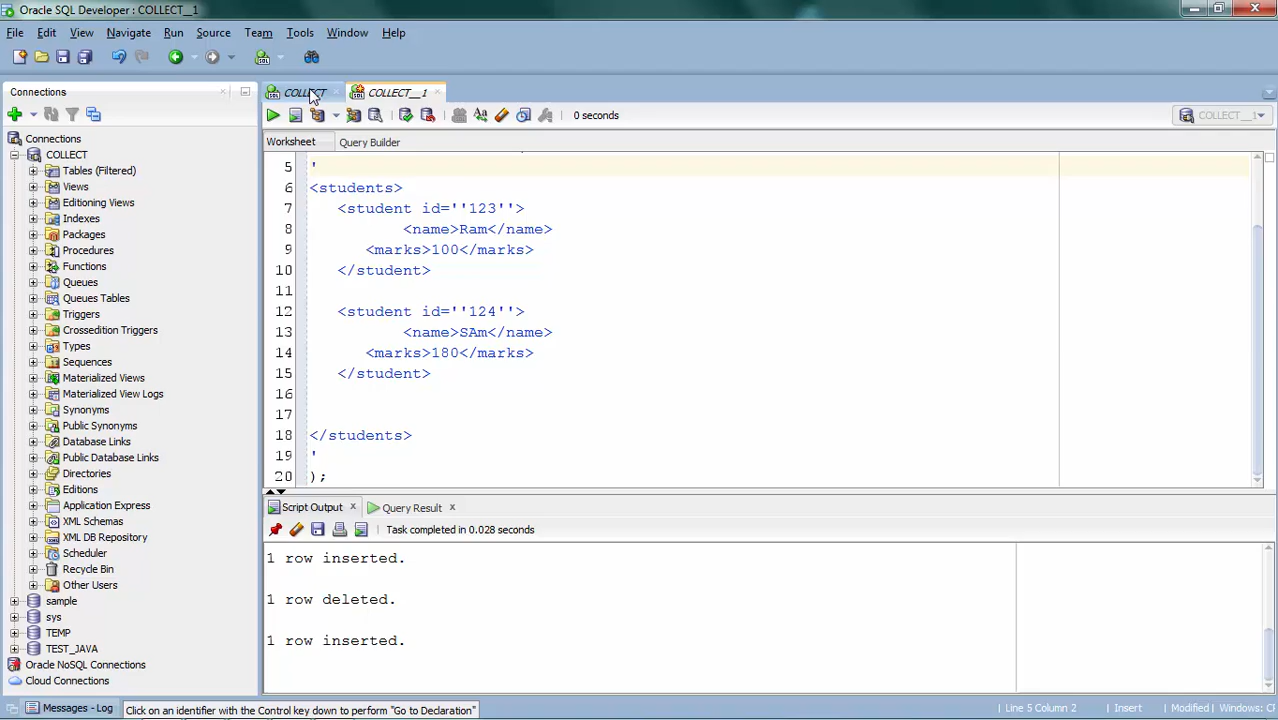 Oracle SQL Developer : COLLECT__1
File Edit View Navigate Run Source Team Tools Window Help
Connections
COLLECT
COLLECT__1
0 seconds
COLLECT__1
Worksheet
Query Builder
Connections
COLLECT
Tables (Filtered)
Views
Editioning Views
Indexes
Packages
Procedures
Functions
Queues
Queues Tables
Triggers
Crossedition Triggers
Types
Sequences
Materialized Views
Materialized View Logs
Synonyms
Public Synonyms
Database Links
Public Database Links
Directories
Editions
Application Express
XML Schemas
XML DB Repository
Scheduler
Recycle Bin
Other Users
sample
sys
TEMP
TEST_JAVA
Oracle NoSQL Connections
Cloud Connections
5 '
6 <students>
7 <student id=''123''>
8 <name>Ram</name>
9 <marks>100</marks>
10 </student>
11
12 <student id=''124''>
13 <name>SAm</name>
14 <marks>180</marks>
15 </student>
16
17
18 </students>
19 '
20 );
Script Output
Query Result
Task completed in 0.028 seconds
1 row inserted.
1 row deleted.
1 row inserted.
Messages - Log
Click on an identifier with the Control key down to perform "Go to Declaration"
Line 5 Column 2
Insert
Modified
Windows: CF